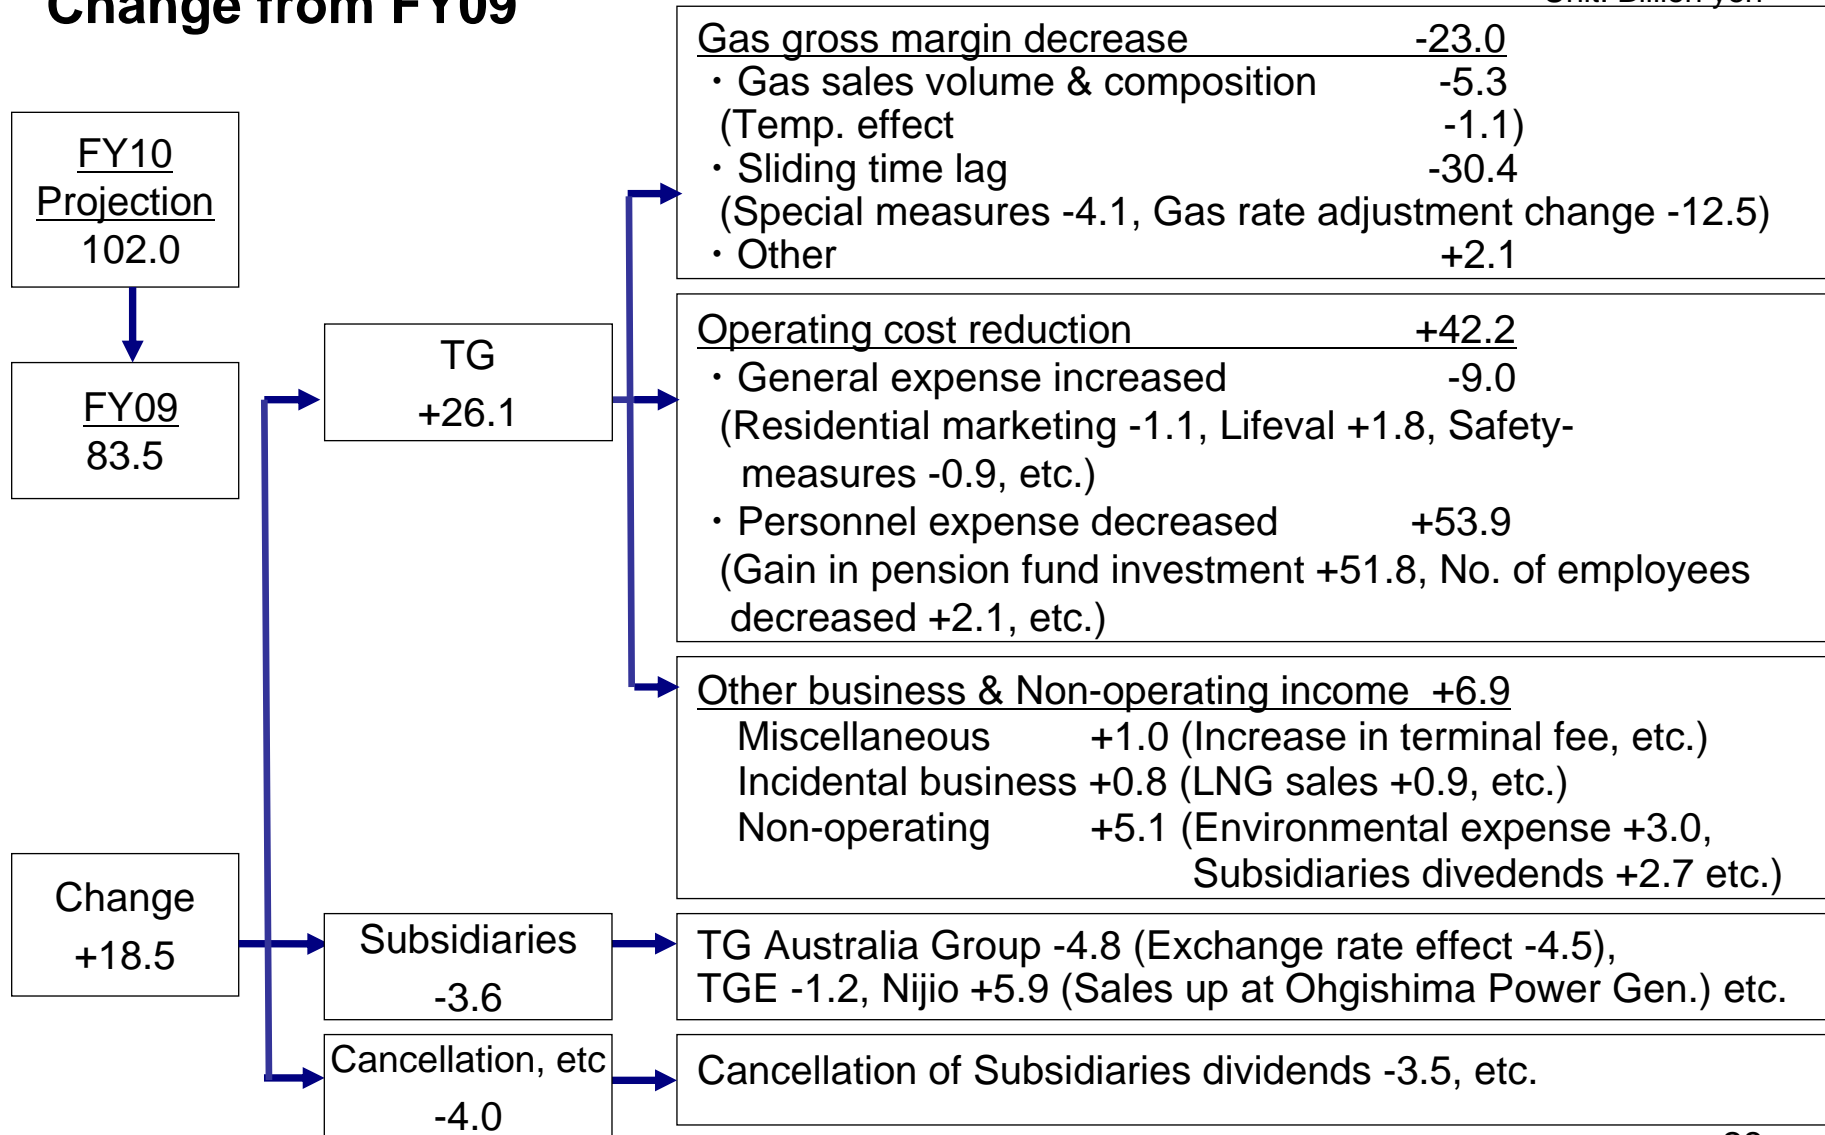 Change from FY09
Unit: Billion yen
FY10
Projection
102.0
FY09
83.5
Change
+18.5
TG
+26.1
Subsidiaries
-3.6
Cancellation, etc
-4.0
Gas gross margin decrease -23.0
・Gas sales volume & composition -5.3
(Temp. effect -1.1)
・Sliding time lag -30.4
(Special measures -4.1, Gas rate adjustment change -12.5)
・Other +2.1
Operating cost reduction +42.2
・General expense increased -9.0
(Residential marketing -1.1, Lifeval +1.8, Safety-
measures -0.9, etc.)
・Personnel expense decreased +53.9
(Gain in pension fund investment +51.8, No. of employees
decreased +2.1, etc.)
Other business & Non-operating income +6.9
Miscellaneous +1.0 (Increase in terminal fee, etc.)
Incidental business +0.8 (LNG sales +0.9, etc.)
Non-operating +5.1 (Environmental expense +3.0,
Subsidiaries divedends +2.7 etc.)
TG Australia Group -4.8 (Exchange rate effect -4.5),
TGE -1.2, Nijio +5.9 (Sales up at Ohgishima Power Gen.) etc.
Cancellation of Subsidiaries dividends -3.5, etc.